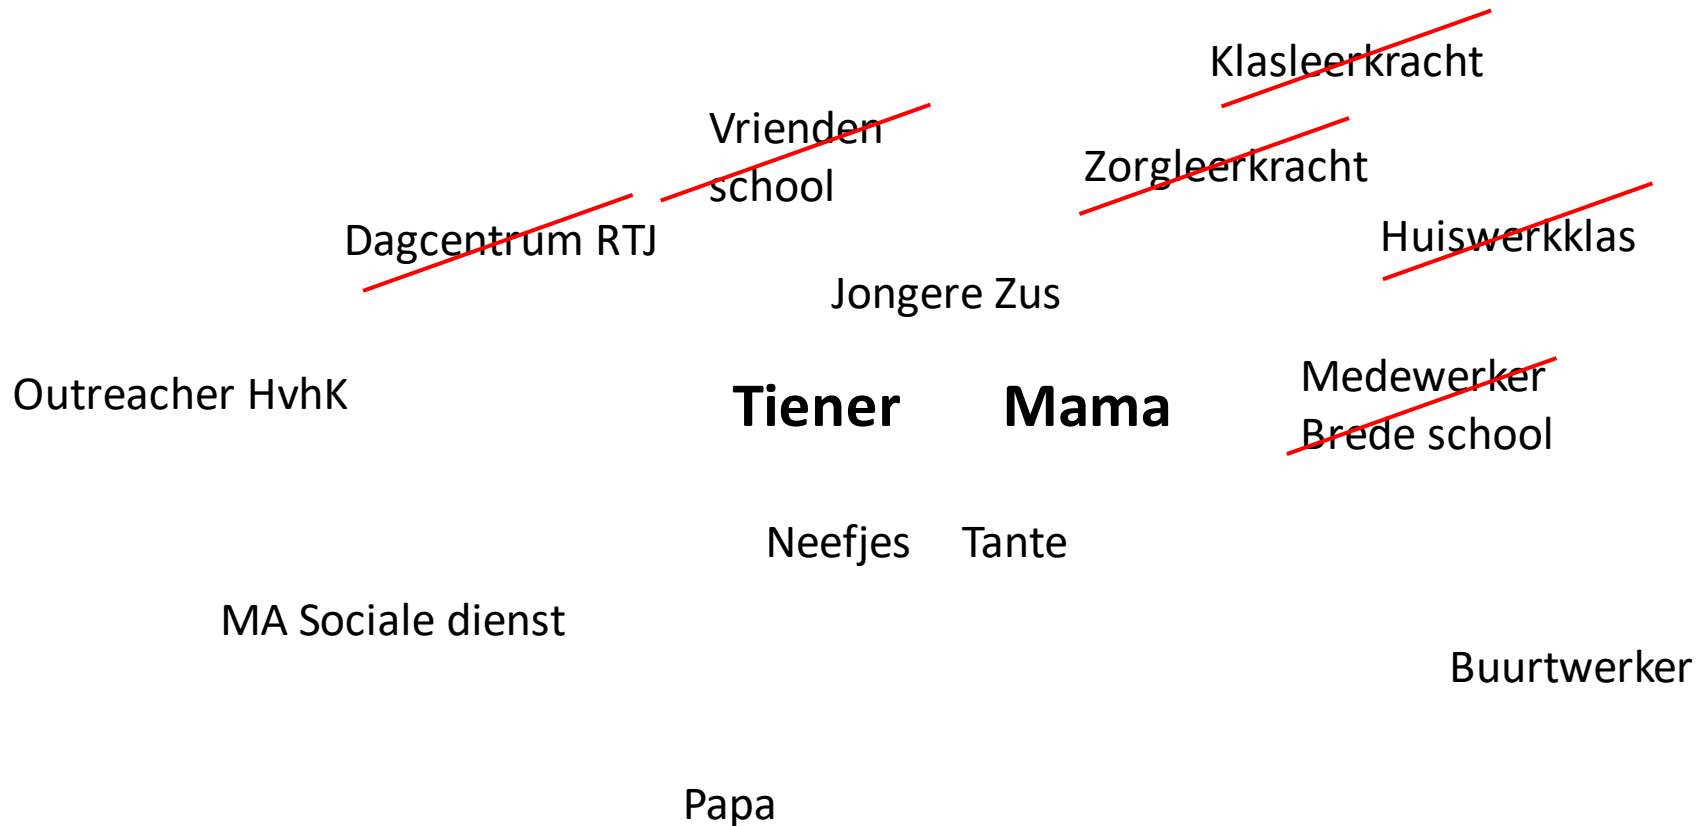 Klasleerkracht
Vrienden
school
Zorgleerkracht
Dagcentrum RTJ
Huiswerkklas
Jongere Zus
Outreacher HvhK
Tiener Mama
Medewerker
Brede school
Neefjes Tante
MA Sociale dienst
Buurtwerker
Papa